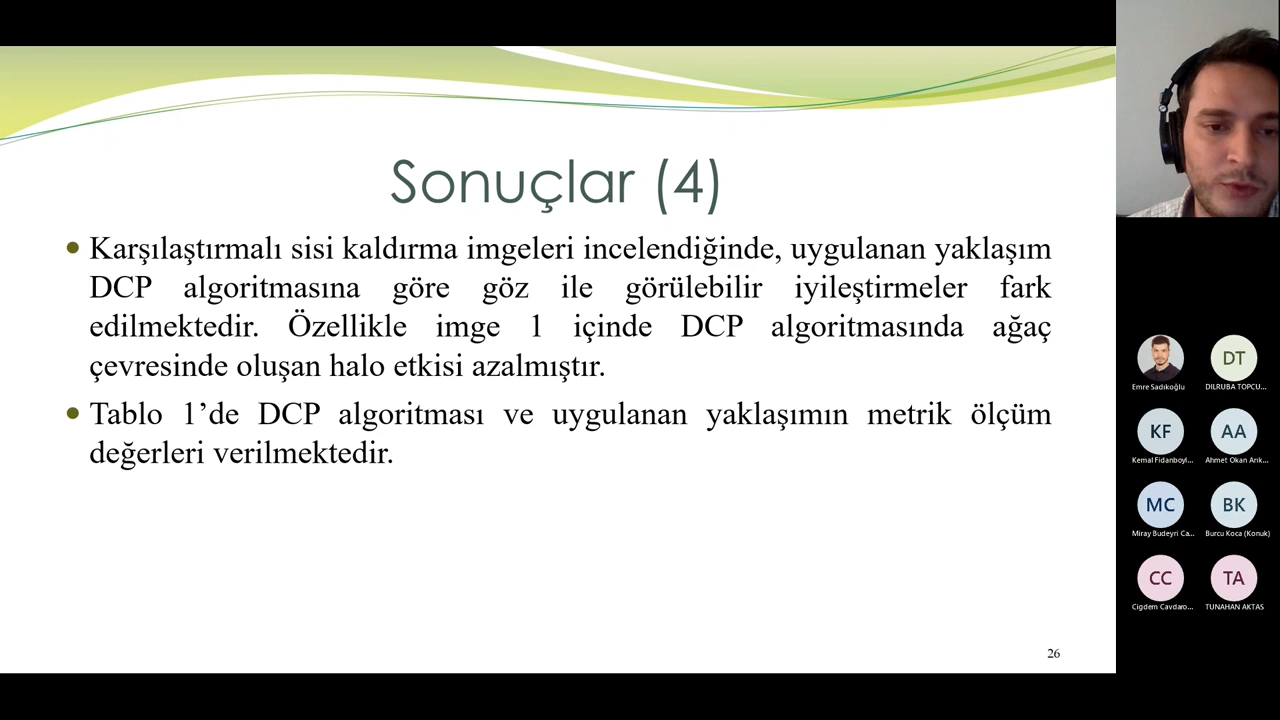 Sonuçlar (4)
Karşılaştırmalı sisi kaldırma imgeleri incelendiğinde, uygulanan yaklaşım
DCP algoritmasına göre göz ile görülebilir iyileştirmeler fark
edilmektedir. Özellikle imge 1 içinde DCP algoritmasında ağaç
çevresinde oluşan halo etkisi azalmıştır.
Tablo 1’de DCP algoritması ve uygulanan yaklaşımın metrik ölçüm
değerleri verilmektedir.
26
DT
Emre Sadıkoğlu
DILRUBA TOPCU...
KF
AA
Kemal Fidanboyl...
Ahmet Okan Arık...
MC
BK
Miray Budeyri Ca...
Burcu Koca (Konuk)
CC
TA
Cigdem Cavdaro...
TUNAHAN AKTAS